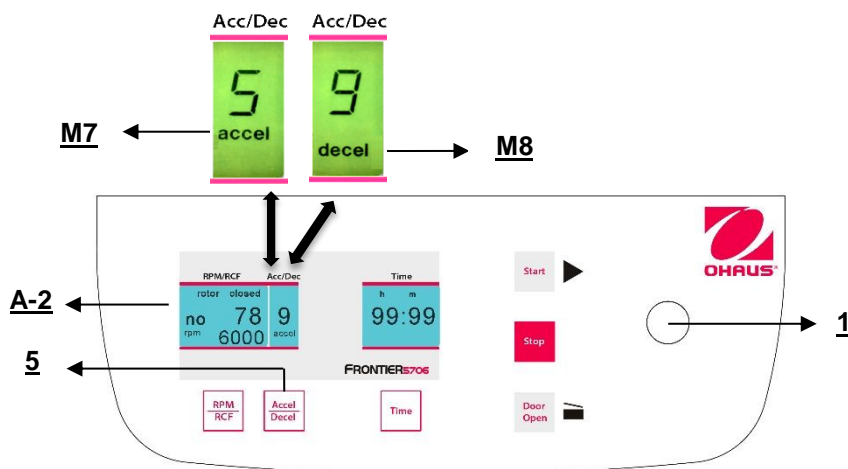 Acc/Dec Acc/Dec
5 9
accel
decel
M7
M8
OHAUS®
RPM/RCF Acc/Dec Time
rotor closed h m
no 78 9 99:99
rpm 6000 accel
A-2
FRONTIER5706
5
RPM
RCF
Accel
Decel
Time
Start
Stop
Door
Open
1